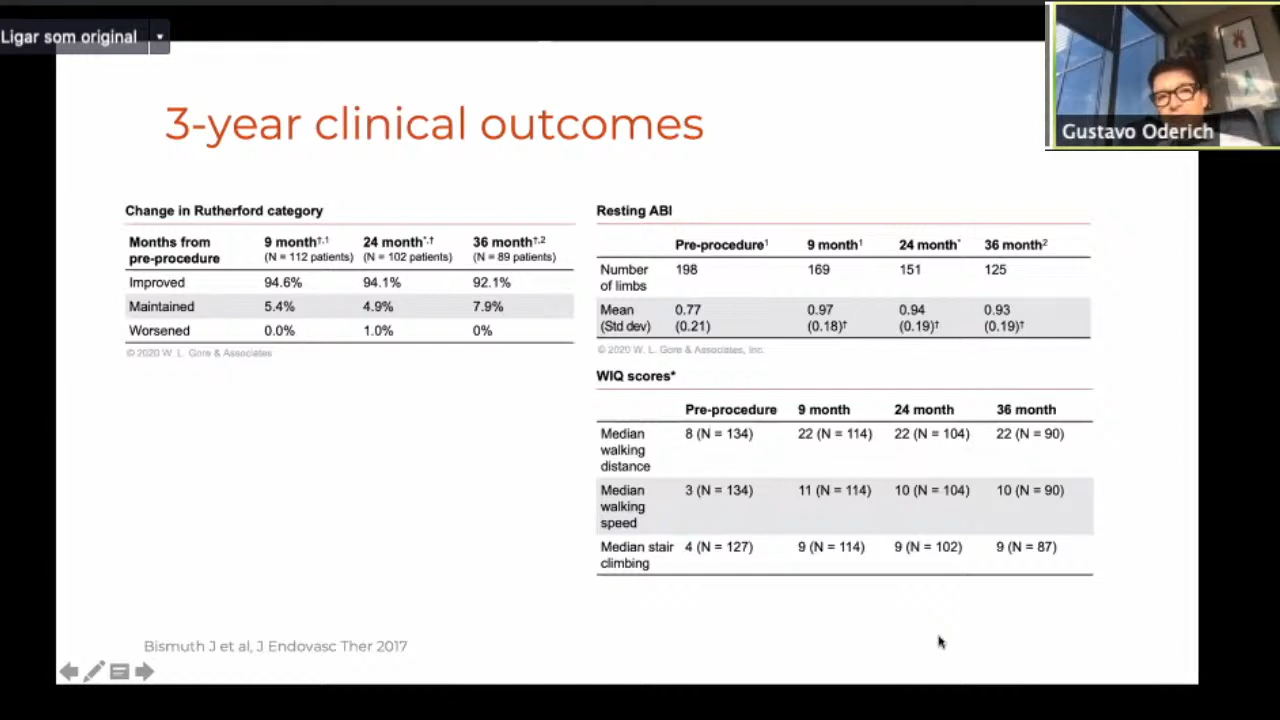 Ligar som original
Gustavo Oderich
3-year clinical outcomes
Change in Rutherford category
Months from pre-procedure 9 month†,1 (N = 112 patients) 24 month*,† (N = 102 patients) 36 month†,2 (N = 89 patients)
Improved 94.6% 94.1% 92.1%
Maintained 5.4% 4.9% 7.9%
Worsened 0.0% 1.0% 0%
© 2020 W. L. Gore & Associates
Resting ABI
Pre-procedure¹ 9 month¹ 24 month* 36 month²
Number of limbs 198 169 151 125
Mean (Std dev) 0.77 (0.21) 0.97 (0.18)† 0.94 (0.19)† 0.93 (0.19)†
© 2020 W. L. Gore & Associates, Inc.
WIQ scores*
Pre-procedure 9 month 24 month 36 month
Median walking distance 8 (N = 134) 22 (N = 114) 22 (N = 104) 22 (N = 90)
Median walking speed 3 (N = 134) 11 (N = 114) 10 (N = 104) 10 (N = 90)
Median stair climbing 4 (N = 127) 9 (N = 114) 9 (N = 102) 9 (N = 87)
Bismuth J et al, J Endovasc Ther 2017